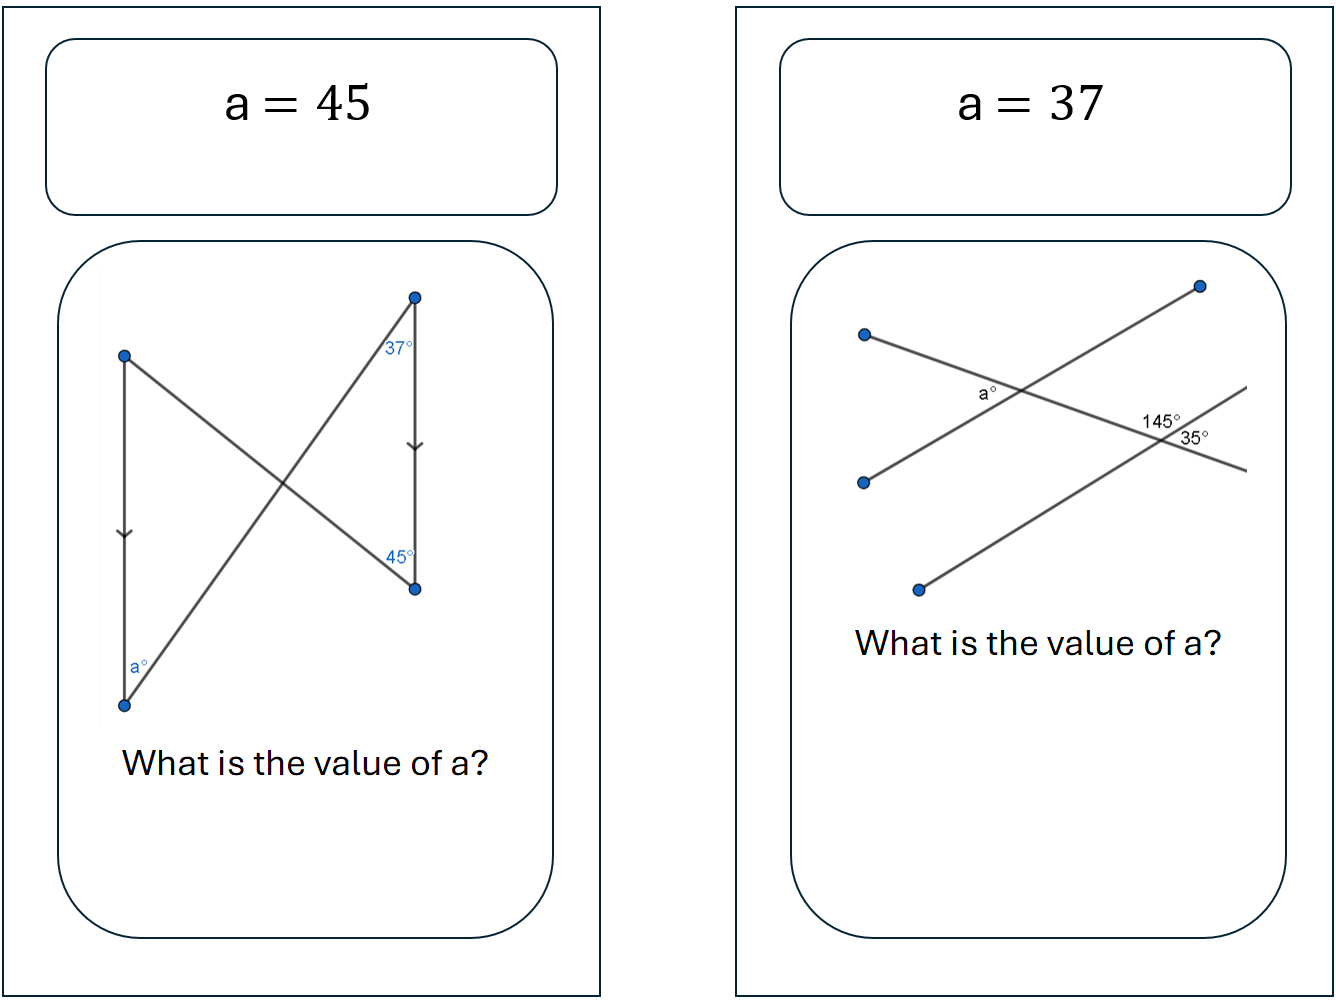 a = 45
37°
45°
a°
What is the value of a?
a = 37
a°
145°
35°
What is the value of a?